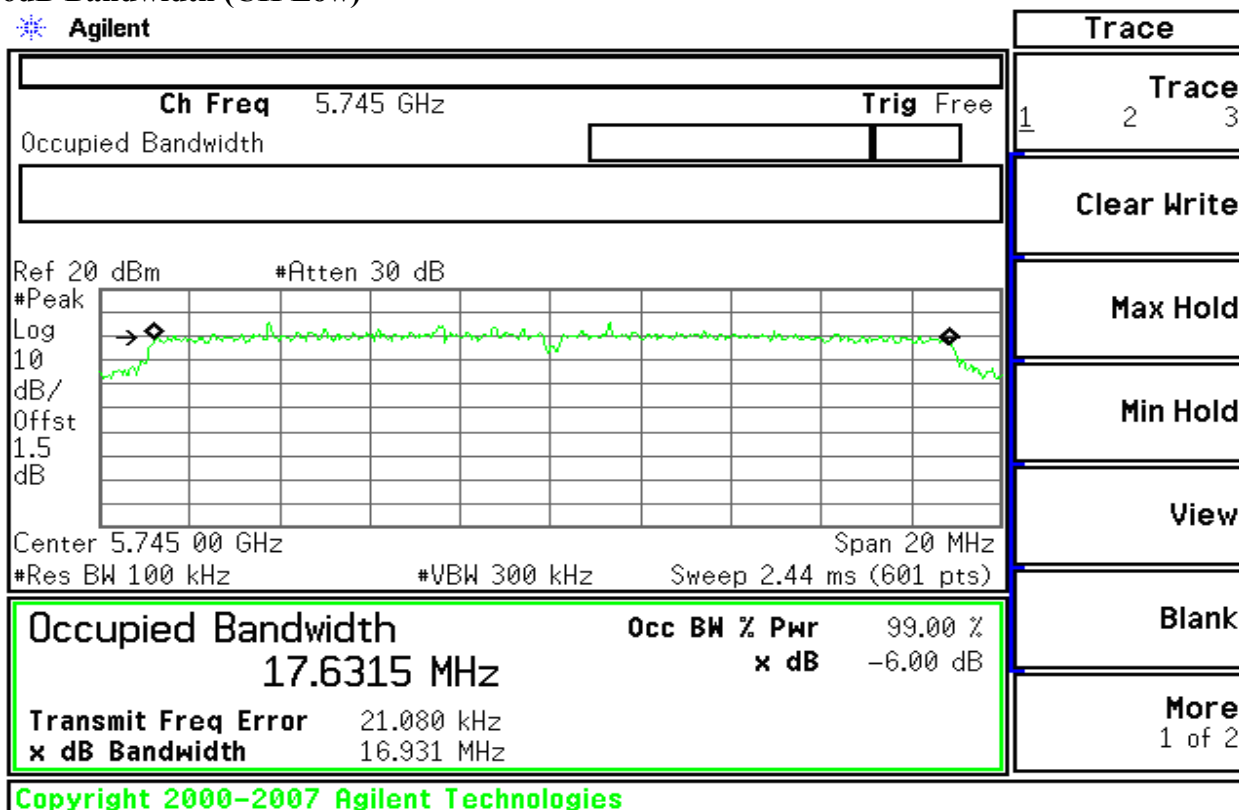 Agilent
Trace
Ch Freq 5.745 GHz Trig Free
Occupied Bandwidth
Trace
1 2 3
Clear Write
Max Hold
Min Hold
View
Blank
More
1 of 2
Ref 20 dBm #Atten 30 dB
#Peak
Log
10
dB/
Offst
1.5
dB
Center 5.745 00 GHz Span 20 MHz
#Res BW 100 kHz #VBW 300 kHz Sweep 2.44 ms (601 pts)
Occupied Bandwidth
17.6315 MHz
Occ BW % Pwr 99.00 %
x dB -6.00 dB
Transmit Freq Error 21.080 kHz
x dB Bandwidth 16.931 MHz
Copyright 2000-2007 Agilent Technologies